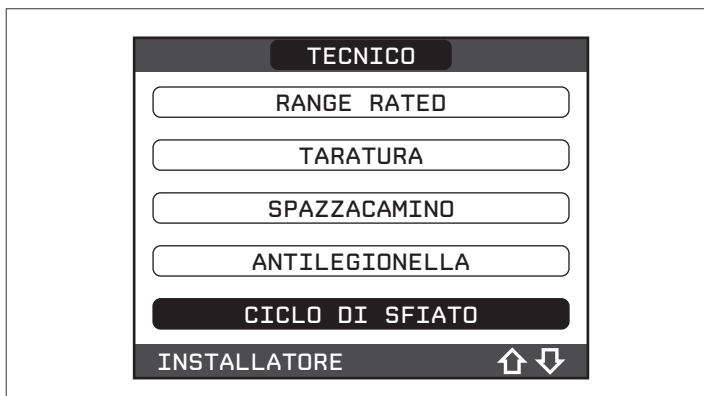 TECNICO
RANGE RATED
TARATURA
SPAZZACAMINO
ANTILEGIONELLA
CICLO DI SFIATO
INSTALLATORE